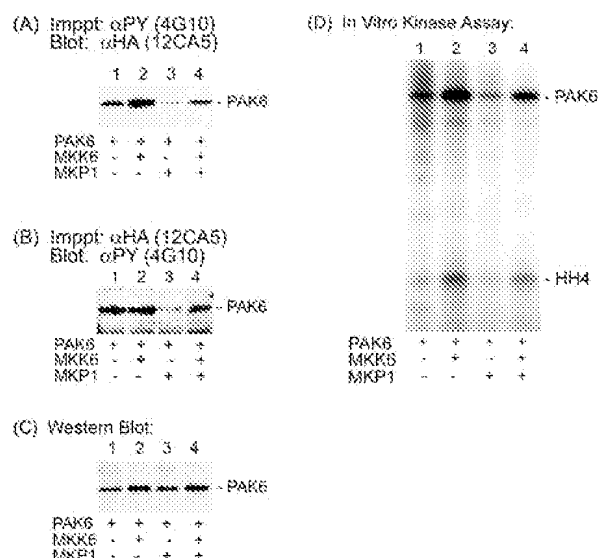 (A) Imppt: αPY (4G10)
Blot: αHA (12CA5)
1 2 3 4
- PAK6
PAK6 + + + +
MKK6 - + - +
MKP1 - - + +
(B) Imppt: αHA (12CA5)
Blot: αPY (4G10)
1 2 3 4
- PAK6
PAK6 + + + +
MKK6 - + - +
MKP1 - - + +
(C) Western Blot:
1 2 3 4
- PAK6
PAK6 + + + +
MKK6 - + - +
MKP1 - - + +
(D) In Vitro Kinase Assay:
1 2 3 4
- PAK6
- HH4
PAK6 + + + +
MKK6 - + - +
MKP1 - - + +